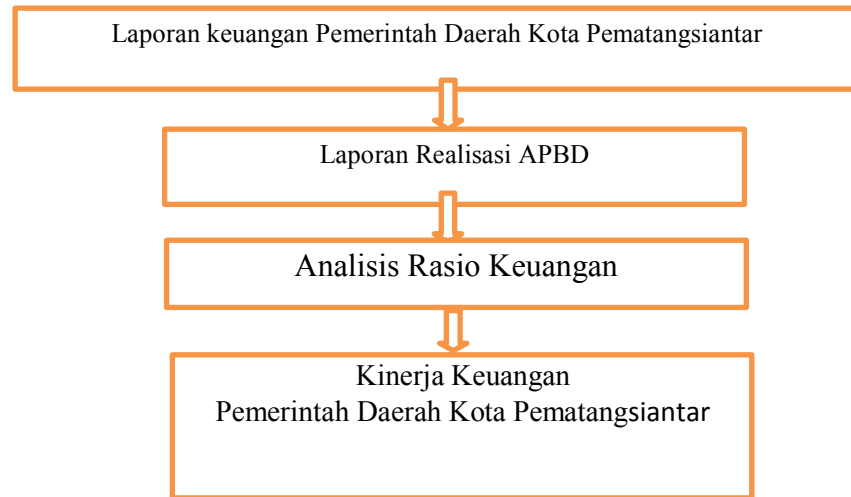 Laporan keuangan Pemerintah Daerah Kota Pematangsiantar
Laporan Realisasi APBD
Analisis Rasio Keuangan
Kinerja Keuangan
Pemerintah Daerah Kota Pematangsiantar